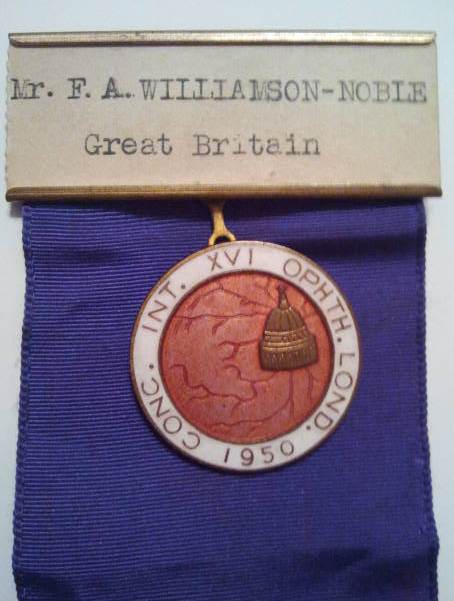 Mr. F. A. WILLIAMSON-NOBLE
Great Britain
CONC. INT. XVI OPHTH. LOND.
1950